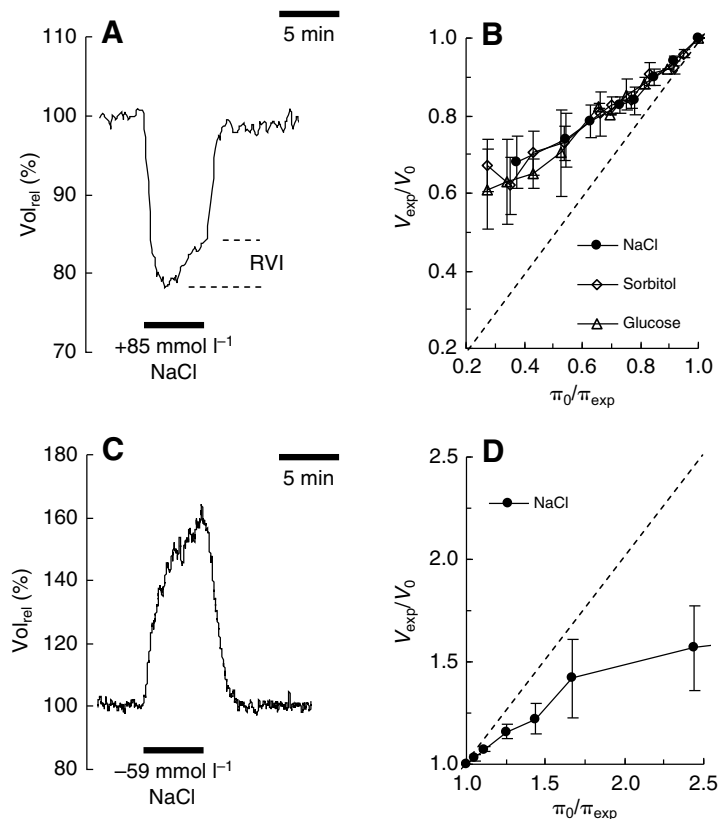 A
5 min
110
100
90
80
70
Vol_rel (%)
RVI
+85 mmol l⁻¹
NaCl
B
1.0
0.8
0.6
0.4
0.2
V_exp/V_0
NaCl
Sorbitol
Glucose
0.2 0.4 0.6 0.8 1.0
π_0/π_exp
C
5 min
180
160
140
120
100
80
Vol_rel (%)
–59 mmol l⁻¹
NaCl
D
2.5
2.0
1.5
1.0
V_exp/V_0
NaCl
1.0 1.5 2.0 2.5
π_0/π_exp